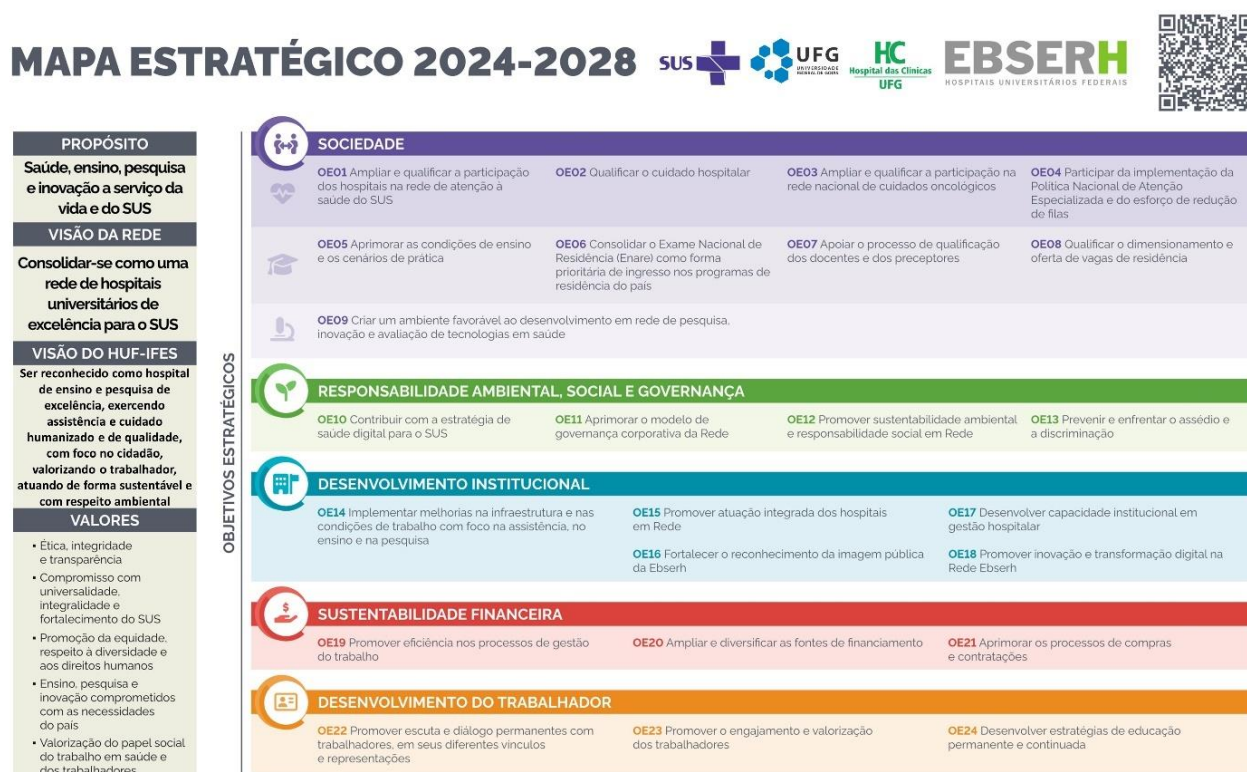 MAPA ESTRATÉGICO 2024-2028
SUS
UFG
UNIVERSIDADE
FEDERAL DE GOIÁS
HC
Hospital das Clínicas
UFG
EBSERH
HOSPITAIS UNIVERSITÁRIOS FEDERAIS
PROPÓSITO
Saúde, ensino, pesquisa
e inovação a serviço da
vida e do SUS
VISÃO DA REDE
Consolidar-se como uma
rede de hospitais
universitários de
excelência para o SUS
VISÃO DO HUF-IFES
Ser reconhecido como hospital
de ensino e pesquisa de
excelência, exercendo
assistência e cuidado
humanizado e de qualidade,
com foco no cidadão,
valorizando o trabalhador,
atuando de forma sustentável e
com respeito ambiental
VALORES
• Ética, integridade
e transparência
• Compromisso com
universalidade,
integralidade e
fortalecimento do SUS
• Promoção da equidade,
respeito à diversidade e
aos direitos humanos
• Ensino, pesquisa e
inovação comprometidos
com as necessidades
do país
• Valorização do papel social
do trabalho em saúde e
dos trabalhadores
OBJETIVOS ESTRATÉGICOS
SOCIEDADE
OE01 Ampliar e qualificar a participação
dos hospitais na rede de atenção à
saúde do SUS
OE02 Qualificar o cuidado hospitalar
OE03 Ampliar e qualificar a participação na
rede nacional de cuidados oncológicos
OE04 Participar da implementação da
Política Nacional de Atenção
Especializada e do esforço de redução
de filas
OE05 Aprimorar as condições de ensino
e os cenários de prática
OE06 Consolidar o Exame Nacional de
Residência (Enare) como forma
prioritária de ingresso nos programas de
residência do país
OE07 Apoiar o processo de qualificação
dos docentes e dos preceptores
OE08 Qualificar o dimensionamento e
oferta de vagas de residência
OE09 Criar um ambiente favorável ao desenvolvimento em rede de pesquisa,
inovação e avaliação de tecnologias em saúde
RESPONSABILIDADE AMBIENTAL, SOCIAL E GOVERNANÇA
OE10 Contribuir com a estratégia de
saúde digital para o SUS
OE11 Aprimorar o modelo de
governança corporativa da Rede
OE12 Promover sustentabilidade ambiental
e responsabilidade social em Rede
OE13 Prevenir e enfrentar o assédio e
a discriminação
DESENVOLVIMENTO INSTITUCIONAL
OE14 Implementar melhorias na infraestrutura e nas
condições de trabalho com foco na assistência, no
ensino e na pesquisa
OE15 Promover atuação integrada dos hospitais
em Rede
OE16 Fortalecer o reconhecimento da imagem pública
da Ebserh
OE17 Desenvolver capacidade institucional em
gestão hospitalar
OE18 Promover inovação e transformação digital na
Rede Ebserh
SUSTENTABILIDADE FINANCEIRA
OE19 Promover eficiência nos processos de gestão
do trabalho
OE20 Ampliar e diversificar as fontes de financiamento
OE21 Aprimorar os processos de compras
e contratações
DESENVOLVIMENTO DO TRABALHADOR
OE22 Promover escuta e diálogo permanentes com
trabalhadores, em seus diferentes vínculos
e representações
OE23 Promover o engajamento e valorização
dos trabalhadores
OE24 Desenvolver estratégias de educação
permanente e continuada